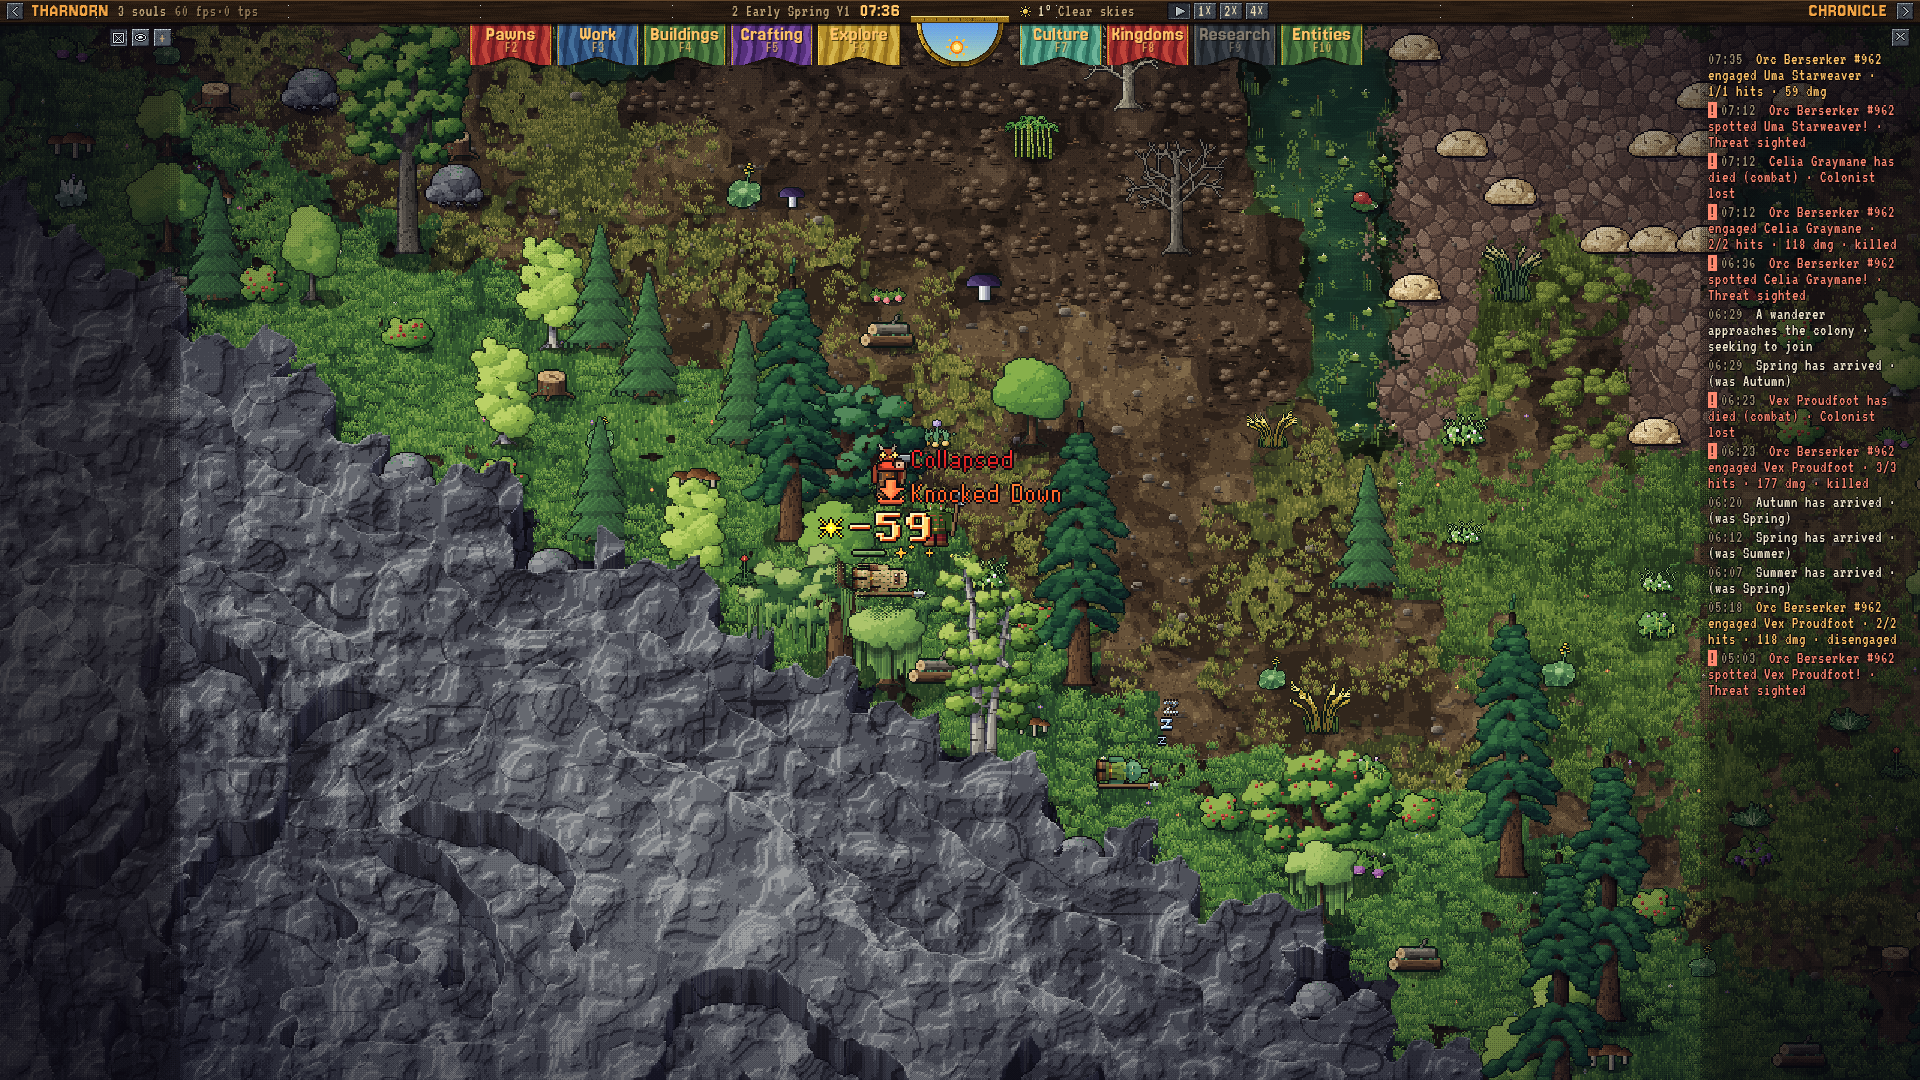 THARNORN 3 souls 60 fps·0 tps
2 Early Spring Y1 07:36
1° Clear skies
1X 2X 4X
CHRONICLE
Pawns F2
Work F3
Buildings F4
Crafting F5
Explore F6
Culture F7
Kingdoms F8
Research F9
Entities F10
07:35 Orc Berserker #962
engaged Uma Starweaver ·
1/1 hits · 59 dmg
! 07:12 Orc Berserker #962
spotted Uma Starweaver! ·
Threat sighted
! 07:12 Celia Graymane has
died (combat) · Colonist
lost
! 07:12 Orc Berserker #962
engaged Celia Graymane ·
2/2 hits · 118 dmg · killed
! 06:36 Orc Berserker #962
spotted Celia Graymane! ·
Threat sighted
06:29 A wanderer
approaches the colony ·
seeking to join
06:29 Spring has arrived ·
(was Autumn)
! 06:23 Vex Proudfoot has
died (combat) · Colonist
lost
! 06:23 Orc Berserker #962
engaged Vex Proudfoot · 3/3
hits · 177 dmg · killed
06:20 Autumn has arrived ·
(was Spring)
06:12 Spring has arrived ·
(was Summer)
06:07 Summer has arrived ·
(was Spring)
05:18 Orc Berserker #962
engaged Vex Proudfoot · 2/2
hits · 118 dmg · disengaged
! 05:03 Orc Berserker #962
spotted Vex Proudfoot! ·
Threat sighted
Collapsed
Knocked Down
-59
z z z